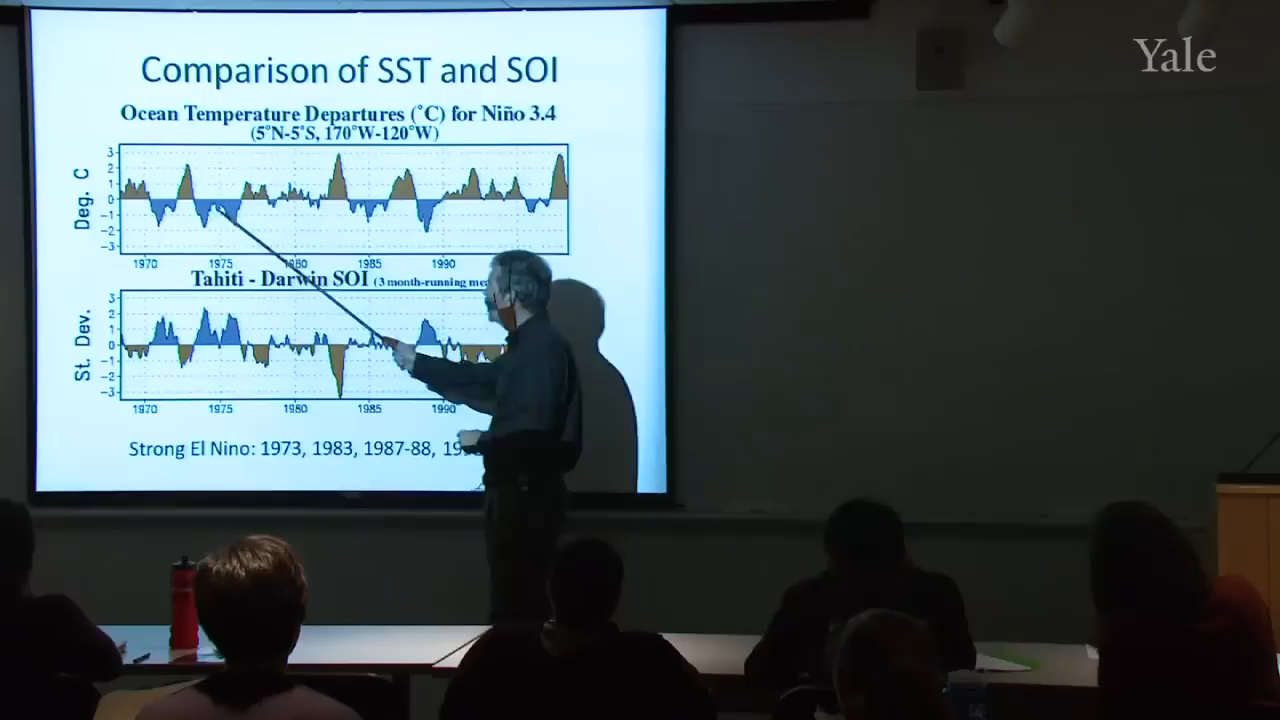 Yale
Comparison of SST and SOI
Ocean Temperature Departures (˚C) for Niño 3.4
(5˚N-5˚S, 170˚W-120˚W)
Deg. C
3
2
1
0
-1
-2
-3
1970 1975 1980 1985 1990
Tahiti - Darwin SOI (3 month-running
St. Dev.
3
2
1
0
-1
-2
-3
1970 1975 1980 1985 1990
Strong El Nino: 1973, 1983, 1987-88,